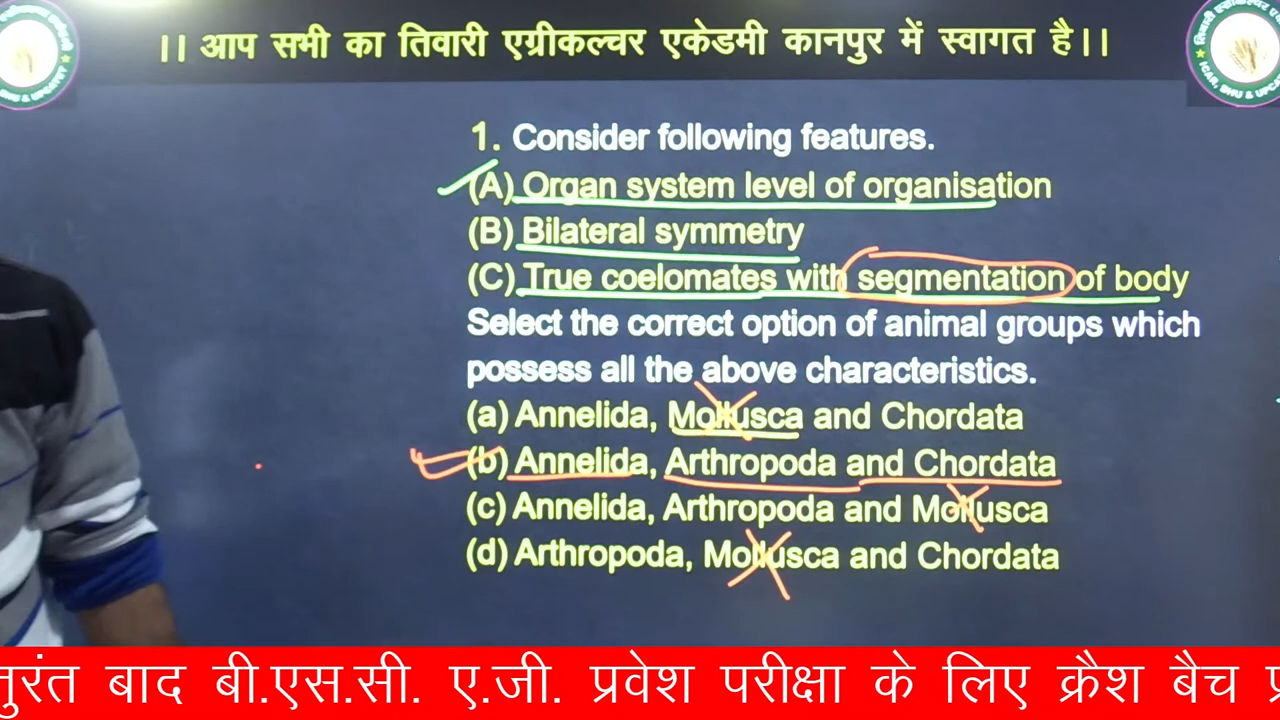 ।। आप सभी का तिवारी एग्रीकल्चर एकेडमी कानपुर में स्वागत है।।
1. Consider following features.
(A) Organ system level of organisation
(B) Bilateral symmetry
(C) True coelomates with segmentation of body
Select the correct option of animal groups which
possess all the above characteristics.
(a) Annelida, Mollusca and Chordata
(b) Annelida, Arthropoda and Chordata
(c) Annelida, Arthropoda and Mollusca
(d) Arthropoda, Mollusca and Chordata
तुरंत बाद बी.एस.सी. ए.जी. प्रवेश परीक्षा के लिए क्रैश बैच